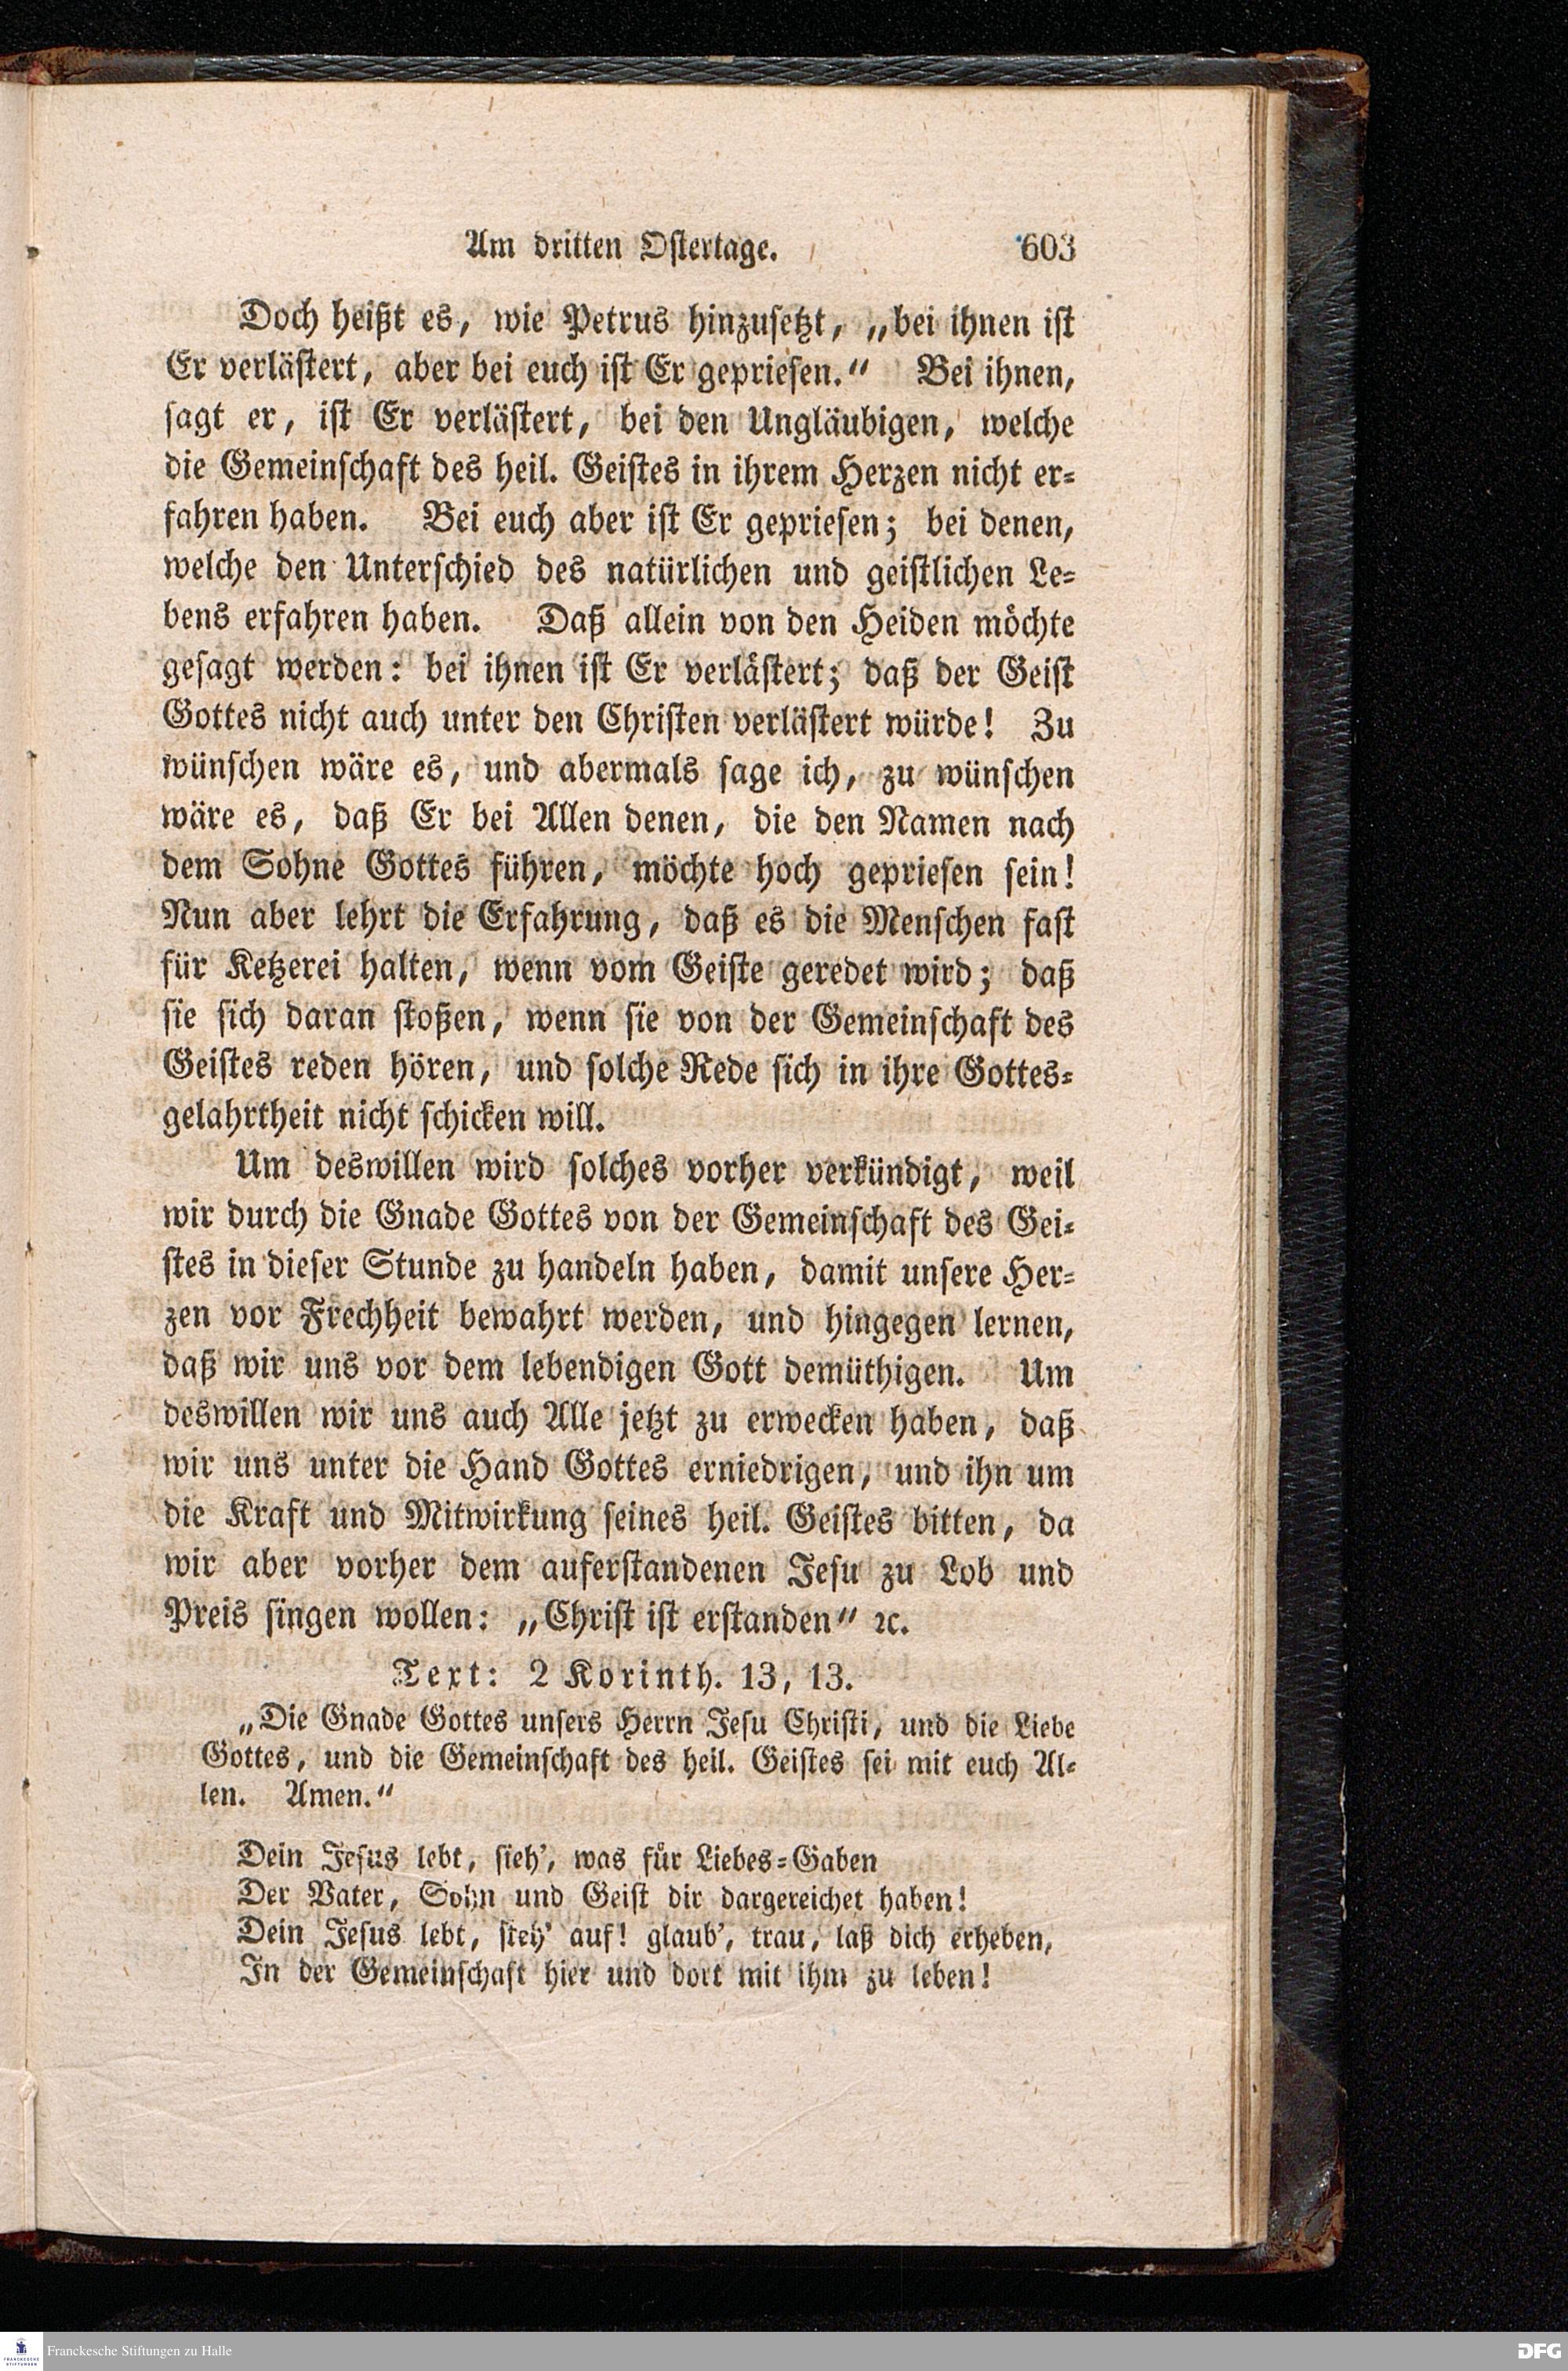 Am dritten Ostertage. 603
Doch heißt es, wie Petrus hinzusetzt, „bei ihnen ist
Er verlästert, aber bei euch ist Er gepriesen.“ Bei ihnen,
sagt er, ist Er verlästert, bei den Ungläubigen, welche
die Gemeinschaft des heil. Geistes in ihrem Herzen nicht er-
fahren haben. Bei euch aber ist Er gepriesen; bei denen,
welche den Unterschied des natürlichen und geistlichen Le-
bens erfahren haben. Daß allein von den Heiden möchte
gesagt werden: bei ihnen ist Er verlästert; daß der Geist
Gottes nicht auch unter den Christen verlästert würde! Zu
wünschen wäre es, und abermals sage ich, zu wünschen
wäre es, daß Er bei Allen denen, die den Namen nach
dem Sohne Gottes führen, möchte hoch gepriesen sein!
Nun aber lehrt die Erfahrung, daß es die Menschen fast
für Ketzerei halten, wenn vom Geiste geredet wird; daß
sie sich daran stoßen, wenn sie von der Gemeinschaft des
Geistes reden hören, und solche Rede sich in ihre Gottes-
gelahrtheit nicht schicken will.
Um deswillen wird solches vorher verkündigt, weil
wir durch die Gnade Gottes von der Gemeinschaft des Gei-
stes in dieser Stunde zu handeln haben, damit unsere Her-
zen vor Frechheit bewahrt werden, und hingegen lernen,
daß wir uns vor dem lebendigen Gott demüthigen. Um
deswillen wir uns auch Alle jetzt zu erwecken haben, daß
wir uns unter die Hand Gottes erniedrigen, und ihn um
die Kraft und Mitwirkung seines heil. Geistes bitten, da
wir aber vorher dem auferstandenen Jesu zu Lob und
Preis singen wollen: „Christ ist erstanden“ ꝛc.
Text: 2 Korinth. 13, 13.
„Die Gnade Gottes unsers Herrn Jesu Christi, und die Liebe
Gottes, und die Gemeinschaft des heil. Geistes sei mit euch Al-
len. Amen.“
Dein Jesus lebt, sieh', was für Liebes-Gaben
Der Vater, Sohn und Geist dir dargereichet haben!
Dein Jesus lebt, steh' auf! glaub', trau, laß dich erheben,
In der Gemeinschaft hier und dort mit ihm zu leben!
FRANCKESCHE
STIFTUNGEN
Franckesche Stiftungen zu Halle
DFG